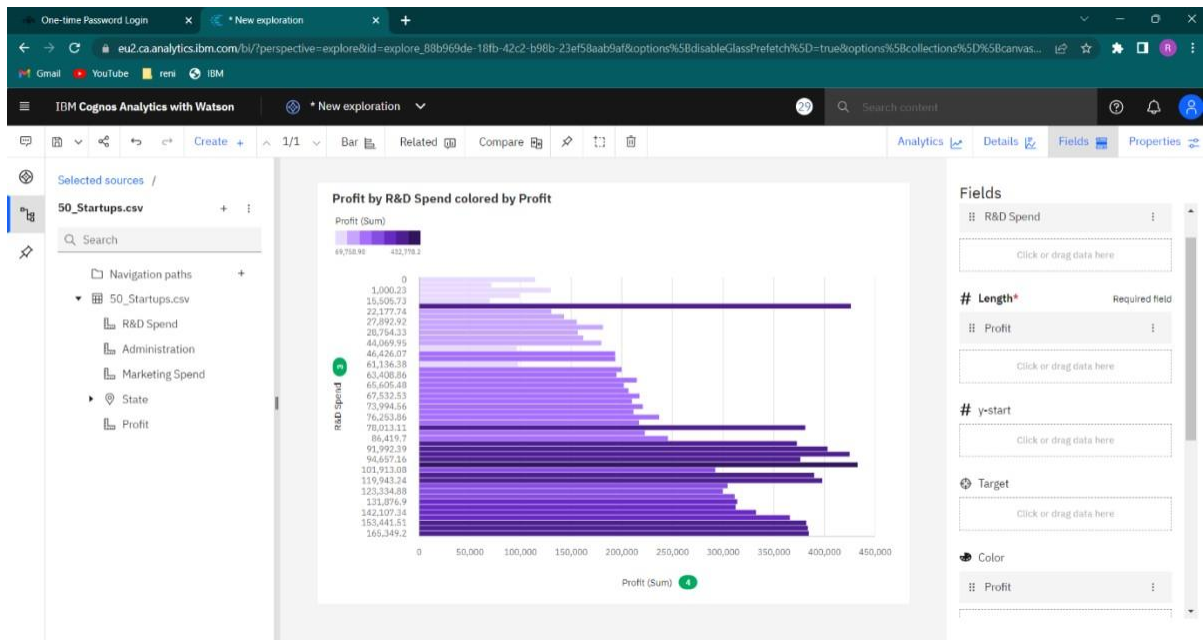 One-time Password Login
* New exploration
eu2.ca.analytics.ibm.com/bi/?perspective=explore&id=explore_88b969de-18fb-42c2-b98b-23ef58aab9af&options%5BdisableGlassPrefetch%5D=true&options%5Bcollections%5D%5Bcanvas...
R
Gmail YouTube reni IBM
IBM Cognos Analytics with Watson * New exploration 29 Search content
Create + 1/1 Bar Related Compare Analytics Details Fields Properties
Selected sources /
50_Startups.csv
Search
Navigation paths
50_Startups.csv
R&D Spend
Administration
Marketing Spend
State
Profit
Profit by R&D Spend colored by Profit
Profit (Sum)
69,758.98 432,778.2
R&D Spend
3
0
1,000.23
15,505.73
22,177.74
27,892.92
28,754.33
44,069.95
46,426.07
61,136.38
63,408.86
65,605.48
67,532.53
73,994.56
76,253.86
78,013.11
86,419.7
91,992.39
94,657.16
101,913.08
119,943.24
123,334.88
131,876.9
142,107.34
153,441.51
165,349.2
0 50,000 100,000 150,000 200,000 250,000 300,000 350,000 400,000 450,000
Profit (Sum) 4
Fields
R&D Spend
Click or drag data here
# Length* Required field
Profit
Click or drag data here
# y-start
Click or drag data here
Target
Click or drag data here
Color
Profit